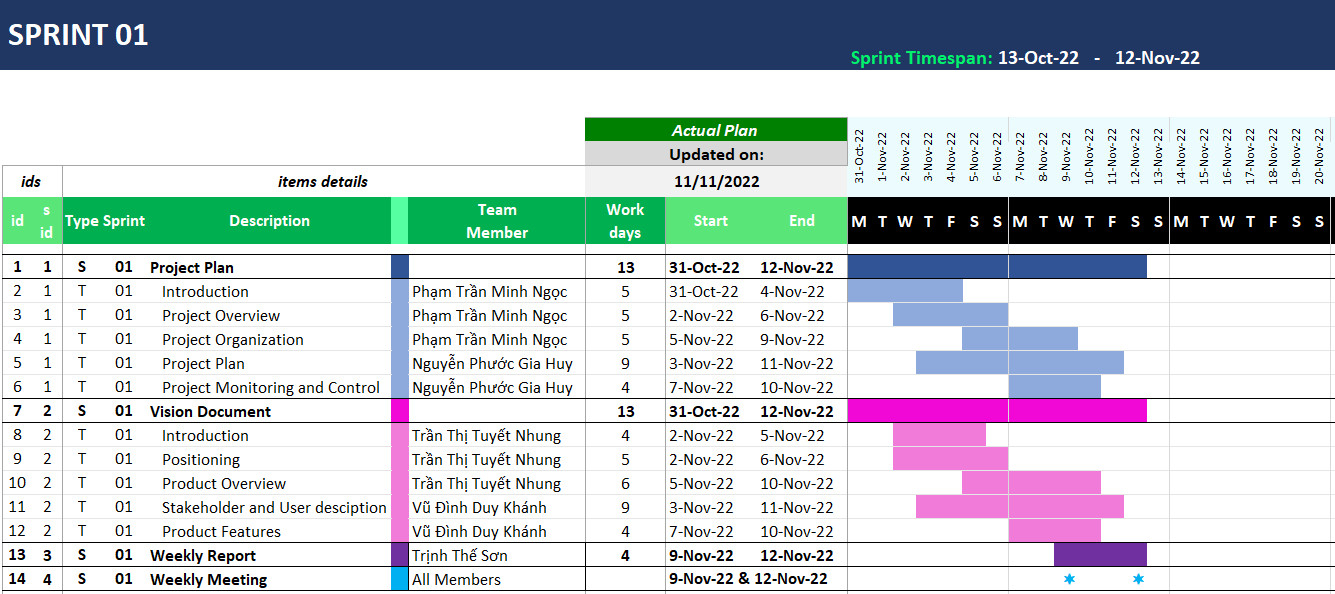 SPRINT 01
Sprint Timespan: 13-Oct-22 - 12-Nov-22
Actual Plan
Updated on:
ids items details 11/11/2022
31-Oct-22 1-Nov-22 2-Nov-22 3-Nov-22 4-Nov-22 5-Nov-22 6-Nov-22 7-Nov-22 8-Nov-22 9-Nov-22 10-Nov-22 11-Nov-22 12-Nov-22 13-Nov-22 14-Nov-22 15-Nov-22 16-Nov-22 17-Nov-22 18-Nov-22 19-Nov-22 20-Nov-22
id s id Type Sprint Description Team Member Work days Start End M T W T F S S M T W T F S S M T W T F S S
1 1 S 01 Project Plan 13 31-Oct-22 12-Nov-22
2 1 T 01 Introduction Phạm Trần Minh Ngọc 5 31-Oct-22 4-Nov-22
3 1 T 01 Project Overview Phạm Trần Minh Ngọc 5 2-Nov-22 6-Nov-22
4 1 T 01 Project Organization Phạm Trần Minh Ngọc 5 5-Nov-22 9-Nov-22
5 1 T 01 Project Plan Nguyễn Phước Gia Huy 9 3-Nov-22 11-Nov-22
6 1 T 01 Project Monitoring and Control Nguyễn Phước Gia Huy 4 7-Nov-22 10-Nov-22
7 2 S 01 Vision Document 13 31-Oct-22 12-Nov-22
8 2 T 01 Introduction Trần Thị Tuyết Nhung 4 2-Nov-22 5-Nov-22
9 2 T 01 Positioning Trần Thị Tuyết Nhung 5 2-Nov-22 6-Nov-22
10 2 T 01 Product Overview Trần Thị Tuyết Nhung 6 5-Nov-22 10-Nov-22
11 2 T 01 Stakeholder and User desciption Vũ Đình Duy Khánh 9 3-Nov-22 11-Nov-22
12 2 T 01 Product Features Vũ Đình Duy Khánh 4 7-Nov-22 10-Nov-22
13 3 S 01 Weekly Report Trịnh Thế Sơn 4 9-Nov-22 12-Nov-22
14 4 S 01 Weekly Meeting All Members 9-Nov-22 & 12-Nov-22